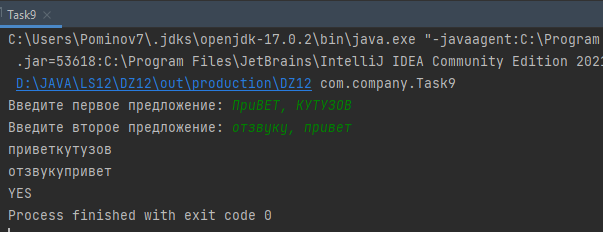 Task9
C:\Users\Pominov7\.jdks\openjdk-17.0.2\bin\java.exe "-javaagent:C:\Program
.jar=53618:C:\Program Files\JetBrains\IntelliJ IDEA Community Edition 2021
D:\JAVA\LS12\DZ12\out\production\DZ12 com.company.Task9
Введите первое предложение: ПриВЕТ, КУТУЗОВ
Введите второе предложение: отзвуку, привет
приветкутузов
отзвукупривет
YES
Process finished with exit code 0